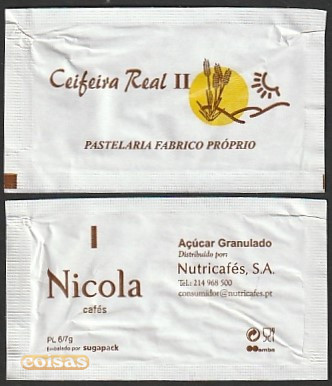 Ceifeira Real II
PASTELARIA FABRICO PRÓPRIO
Nicola
cafés
PL 6/7g
Embalado por sugapack
Açúcar Granulado
Distribuído por:
Nutricafés, S.A.
Tel.: 214 968 500
consumidor@nutricafes.pt
coisas